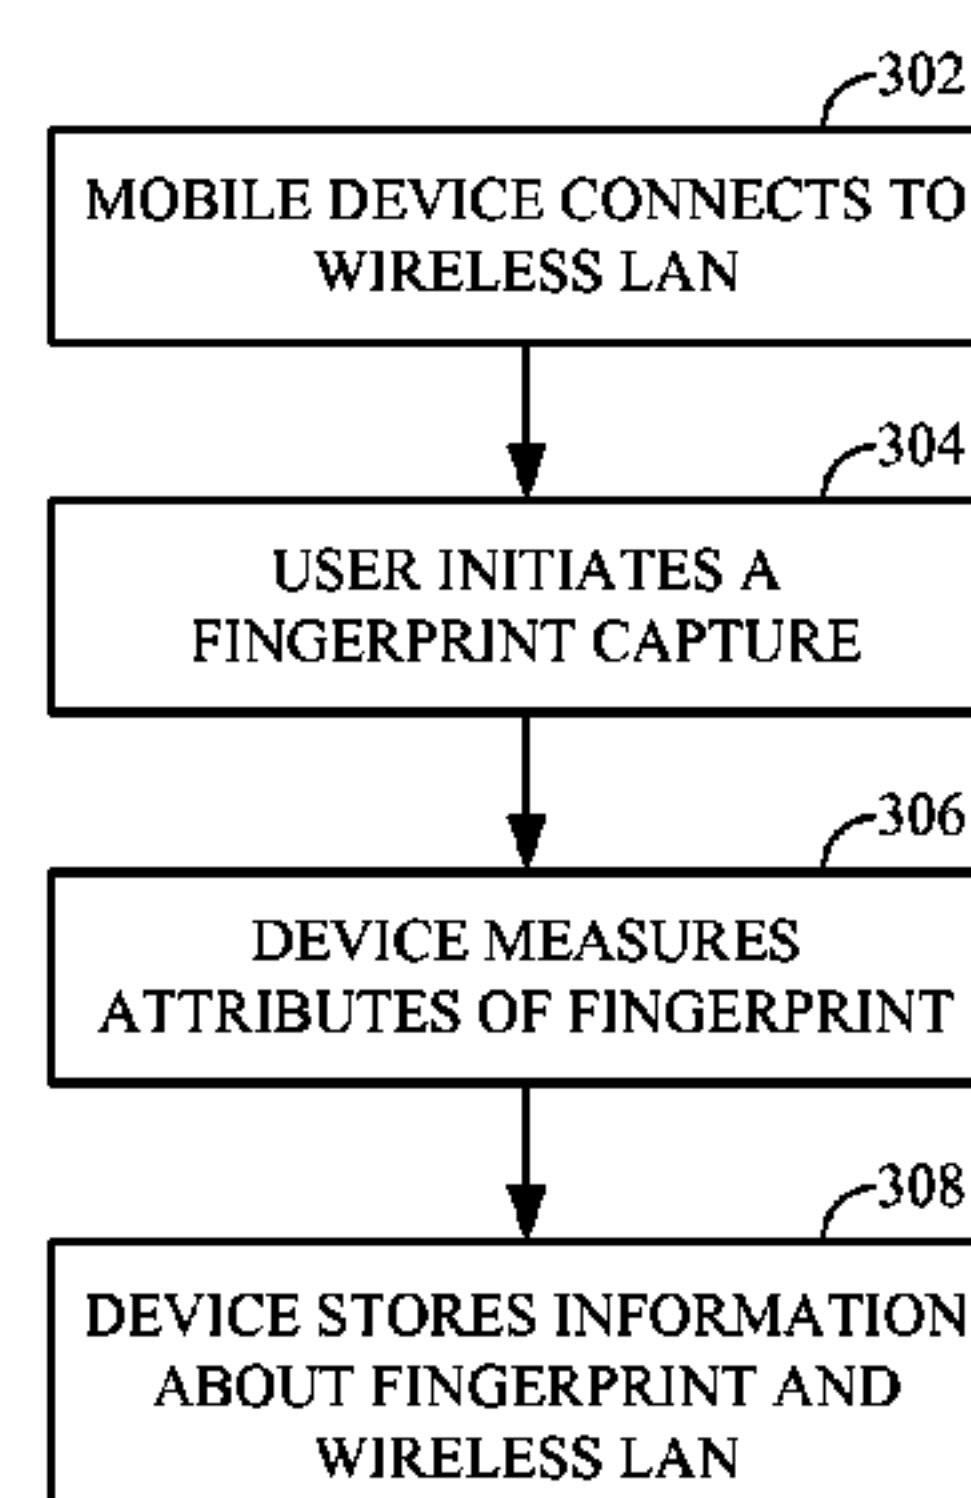 302
MOBILE DEVICE CONNECTS TO
WIRELESS LAN
304
USER INITIATES A
FINGERPRINT CAPTURE
306
DEVICE MEASURES
ATTRIBUTES OF FINGERPRINT
308
DEVICE STORES INFORMATION
ABOUT FINGERPRINT AND
WIRELESS LAN